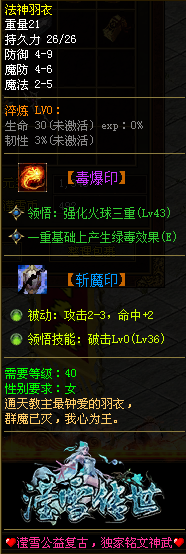 法神羽衣
重量21
持久力 26/26
防御 4-9
魔防 4-6
魔法 2-5
淬炼 LV0:
生命 30(未激活) exp:0%
韧性 3%(未激活)
【毒爆印】
领悟:强化火球三重(Lv43)
一重基础上产生绿毒效果(E)
【斩魔印】
被动:攻击2-3,命中+2
领悟技能:破击Lv0(Lv36)
需要等级:40
性别要求:女
通天教主最钟爱的羽衣,
群魔已灭,我心为王。
滢雪传世
滢雪公益复古,独家铭文神武